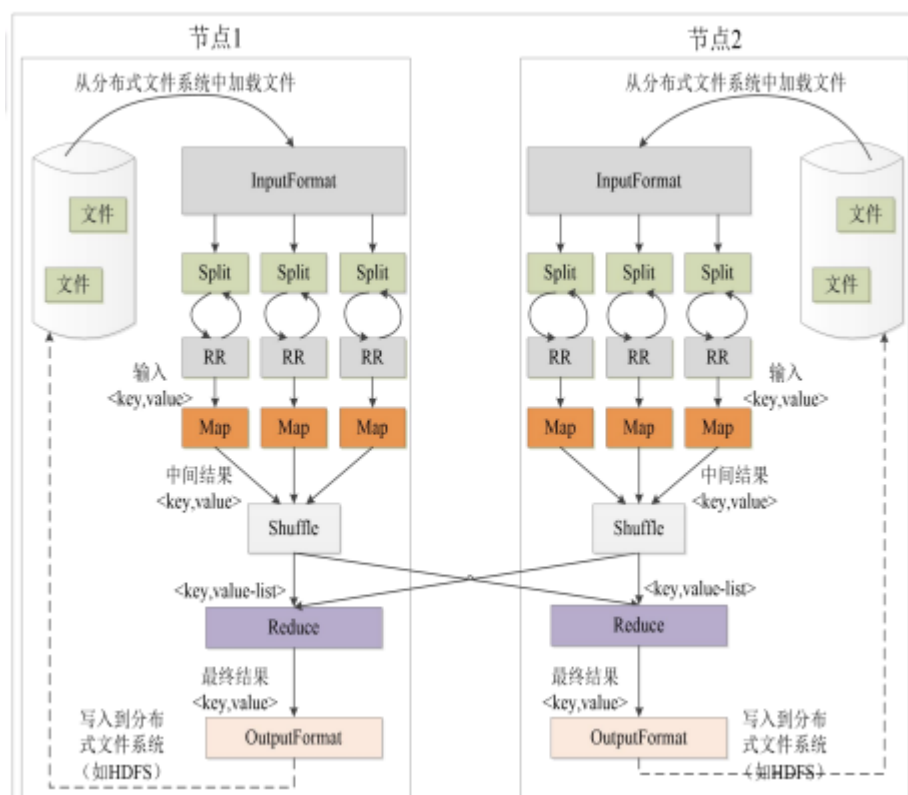 节点1
从分布式文件系统中加载文件
InputFormat
文件
文件
Split Split Split
RR RR RR
输入
<key,value>
Map Map Map
中间结果
<key,value>
Shuffle
<key,value-list>
Reduce
最终结果
<key,value>
写入到分布
式文件系统
（如HDFS）
OutputFormat
节点2
从分布式文件系统中加载文件
InputFormat
文件
文件
Split Split Split
RR RR RR
输入
<key,value>
Map Map Map
中间结果
<key,value>
Shuffle
<key,value-list>
Reduce
最终结果
<key,value>
OutputFormat
写入到分布
式文件系统
（如HDFS）